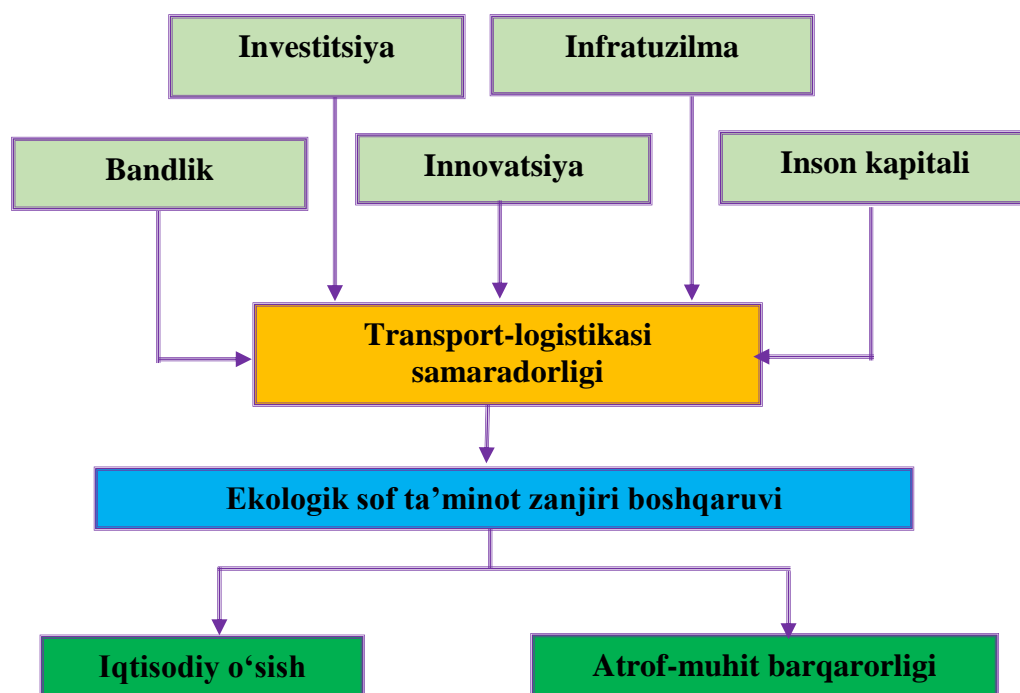 Investitsiya
Infratuzilma
Bandlik
Innovatsiya
Inson kapitali
Transport-logistikasi
samaradorligi
Ekologik sof ta’minot zanjiri boshqaruvi
Iqtisodiy o‘sish
Atrof-muhit barqarorligi